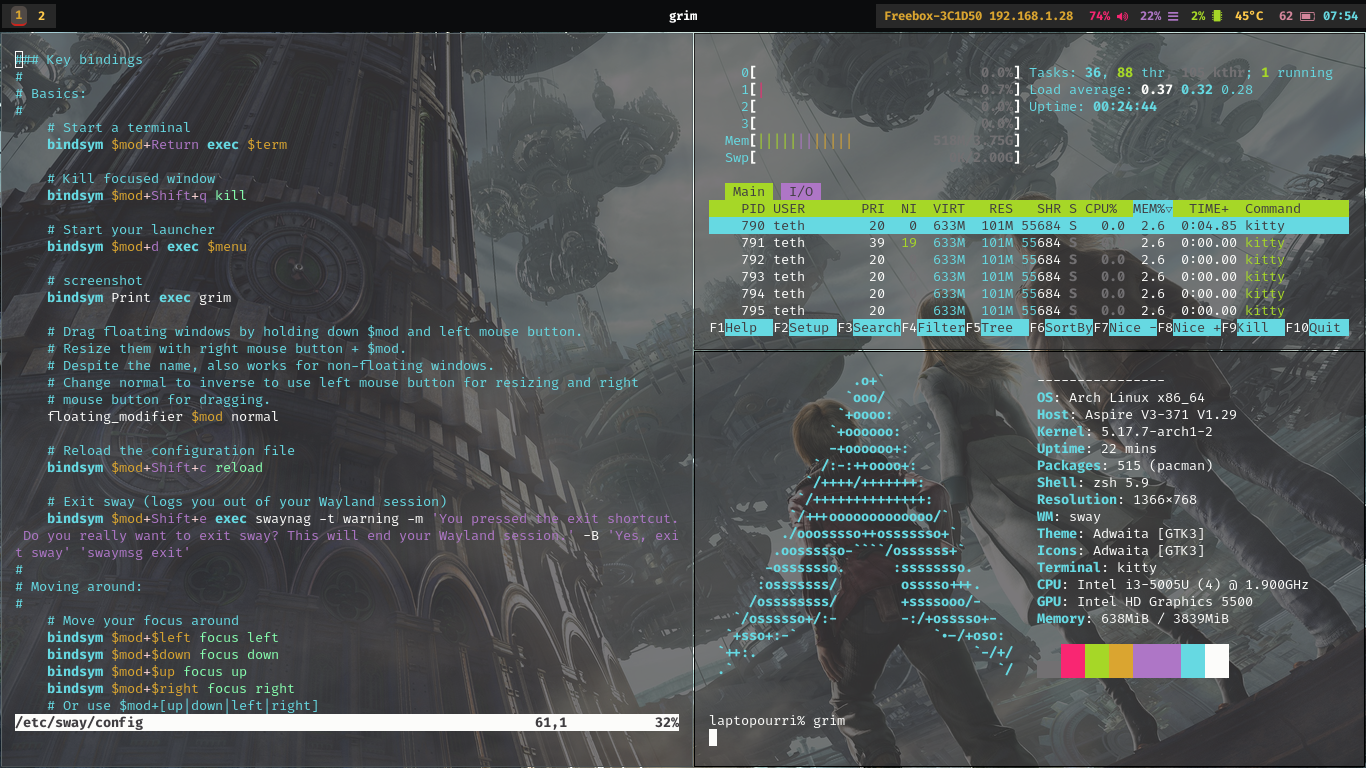 1 2
grim
Freebox-3C1D50 192.168.1.28 74% 22% 2% 45°C 62 07:54
### Key bindings
#
# Basics:
#
# Start a terminal
bindsym $mod+Return exec $term
# Kill focused window
bindsym $mod+Shift+q kill
# Start your launcher
bindsym $mod+d exec $menu
# screenshot
bindsym Print exec grim
# Drag floating windows by holding down $mod and left mouse button.
# Resize them with right mouse button + $mod.
# Despite the name, also works for non-floating windows.
# Change normal to inverse to use left mouse button for resizing and right
# mouse button for dragging.
floating_modifier $mod normal
# Reload the configuration file
bindsym $mod+Shift+c reload
# Exit sway (logs you out of your Wayland session)
bindsym $mod+Shift+e exec swaynag -t warning -m 'You pressed the exit shortcut.
Do you really want to exit sway? This will end your Wayland session.' -B 'Yes, exi
t sway' 'swaymsg exit'
#
# Moving around:
#
# Move your focus around
bindsym $mod+$left focus left
bindsym $mod+$down focus down
bindsym $mod+$up focus up
bindsym $mod+$right focus right
# Or use $mod+[up|down|left|right]
/etc/sway/config 61,1 32%
0[ 0.0%] Tasks: 36, 88 thr, kthr; 1 running
1[ 0.7%] Load average: 0.37 0.32 0.28
2[ 0.0%] Uptime: 00:24:44
3[ 0.0%]
Mem[ ]
Swp[ ]
Main I/O
PID USER PRI NI VIRT RES SHR S CPU% MEM%▽ TIME+ Command
790 teth 20 0 633M 101M 55684 S 0.0 2.6 0:04.85 kitty
791 teth 39 19 633M 101M 55684 S 2.6 0:00.00 kitty
792 teth 20 633M 101M 55684 S 0.0 2.6 0:00.00 kitty
793 teth 20 633M 101M 55684 S 0.0 2.6 0:00.00 kitty
794 teth 20 633M 101M 55684 S 0.0 2.6 0:00.00 kitty
795 teth 20 633M 101M 55684 S 0.0 2.6 0:00.00 kitty
F1Help F2Setup F3SearchF4FilterF5Tree F6SortByF7Nice -F8Nice +F9Kill F10Quit
----------------
OS: Arch Linux x86_64
Host: Aspire V3-371 V1.29
Kernel: 5.17.7-arch1-2
Uptime: 22 mins
Packages: 515 (pacman)
Shell: zsh 5.9
Resolution: 1366×768
WM: sway
Theme: Adwaita [GTK3]
Icons: Adwaita [GTK3]
Terminal: kitty
CPU: Intel i3-5005U (4) @ 1.900GHz
GPU: Intel HD Graphics 5500
Memory: 638MiB / 3839MiB
laptopourri% grim